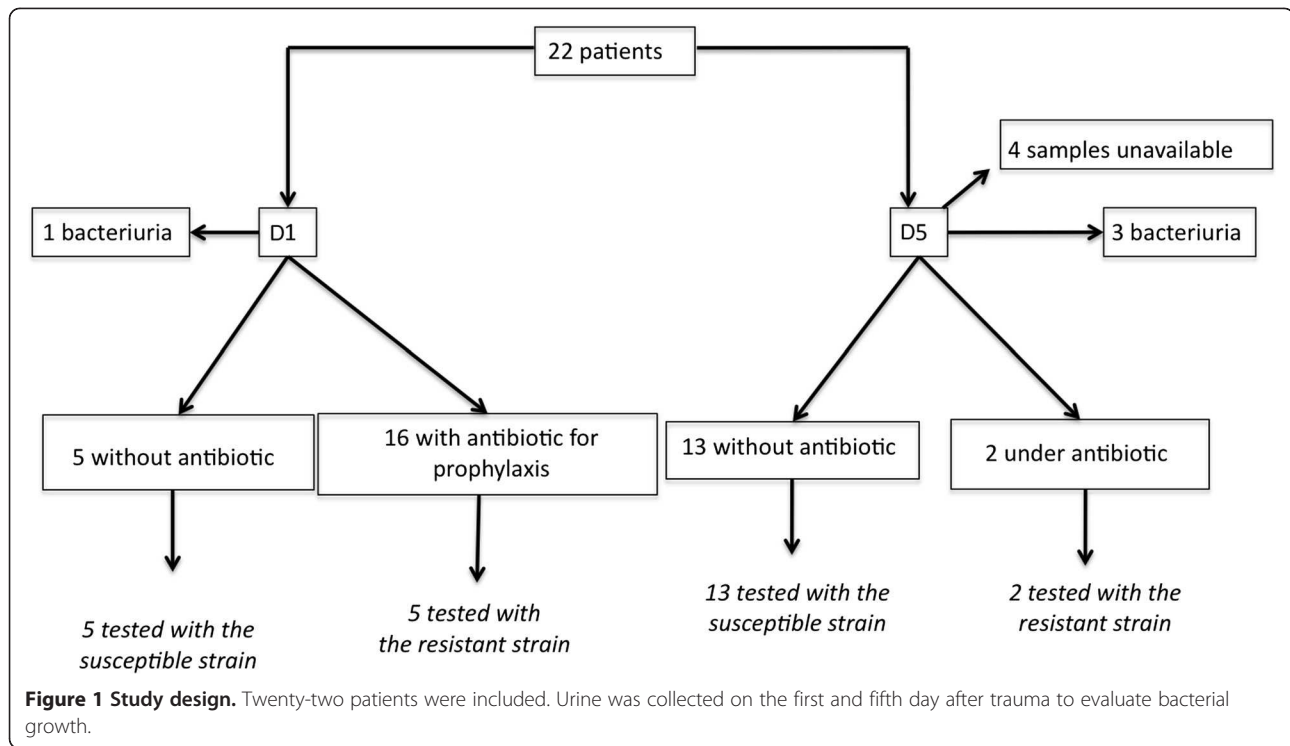 22 patients
4 samples unavailable
1 bacteriuria
D1
D5
3 bacteriuria
5 without antibiotic
16 with antibiotic for
prophylaxis
13 without antibiotic
2 under antibiotic
5 tested with the
susceptible strain
5 tested with
the resistant strain
13 tested with the
susceptible strain
2 tested with the
resistant strain
Figure 1 Study design. Twenty-two patients were included. Urine was collected on the first and fifth day after trauma to evaluate bacterial
growth.